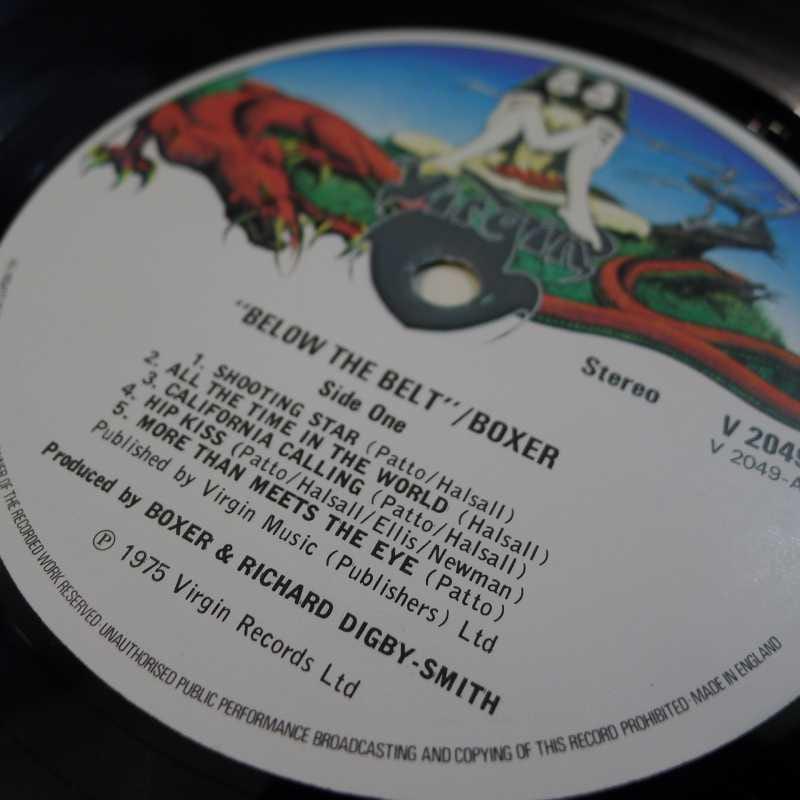 Virgin
"BELOW THE BELT"/BOXER
Side One
Stereo
V 2049
V 2049-A
1. SHOOTING STAR (Patto/Halsall)
2. ALL THE TIME IN THE WORLD (Halsall)
3. CALIFORNIA CALLING (Patto/Halsall)
4. HIP KISS (Patto/Halsall/Ellis/Newman)
5. MORE THAN MEETS THE EYE (Patto)
Published by Virgin Music (Publishers) Ltd
Produced by BOXER & RICHARD DIGBY-SMITH
℗ 1975 Virgin Records Ltd
OF THE RECORDED WORK RESERVED UNAUTHORISED PUBLIC PERFORMANCE BROADCASTING AND COPYING OF THIS RECORD PROHIBITED MADE IN ENGLAND